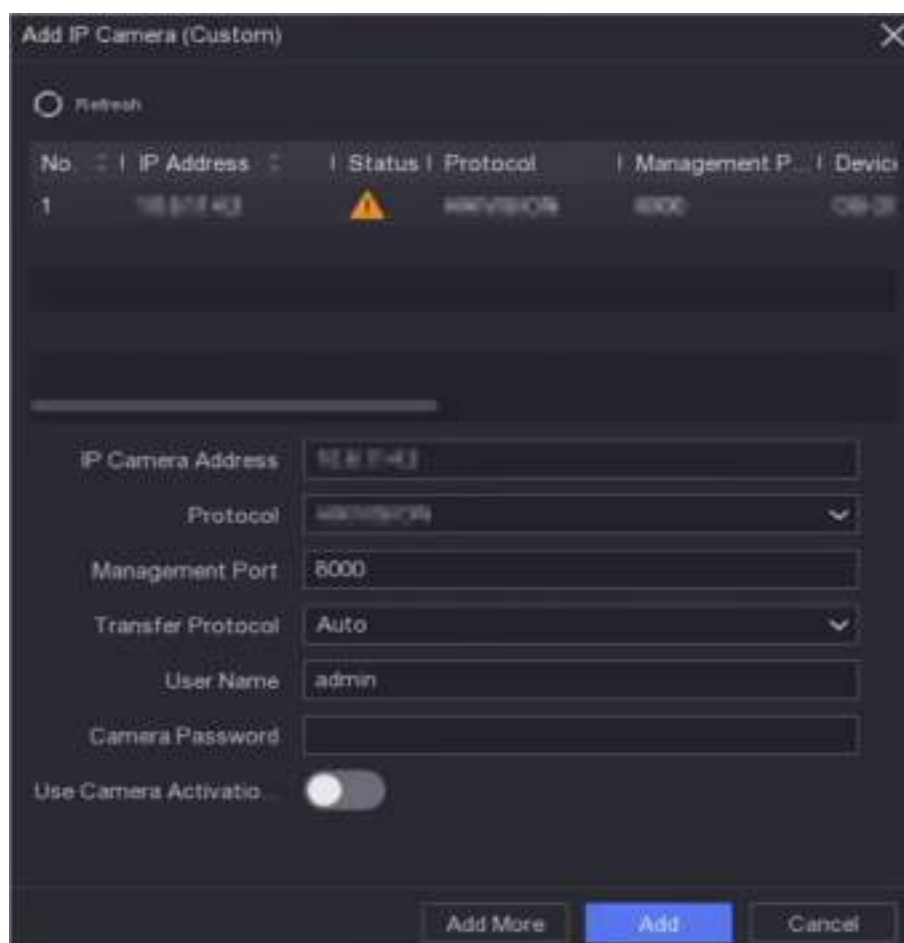 Add IP Camera (Custom)
Refresh
No. IP Address Status Protocol Management P... Device
1
IP Camera Address
Protocol
Management Port 8000
Transfer Protocol Auto
User Name admin
Camera Password
Use Camera Activatio...
Add More Add Cancel